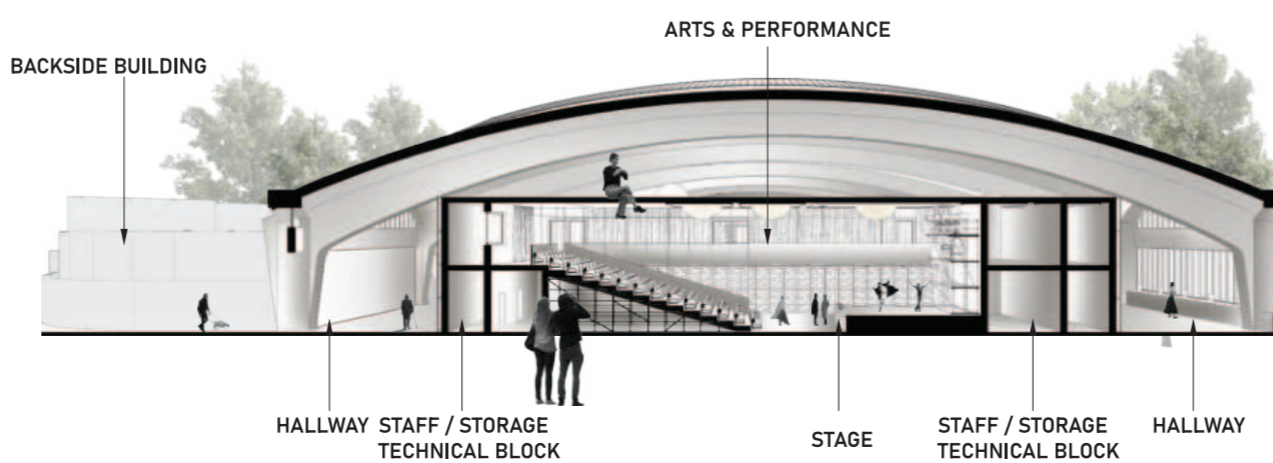 ARTS & PERFORMANCE
BACKSIDE BUILDING
HALLWAY
STAFF / STORAGE
TECHNICAL BLOCK
STAGE
STAFF / STORAGE
TECHNICAL BLOCK
HALLWAY